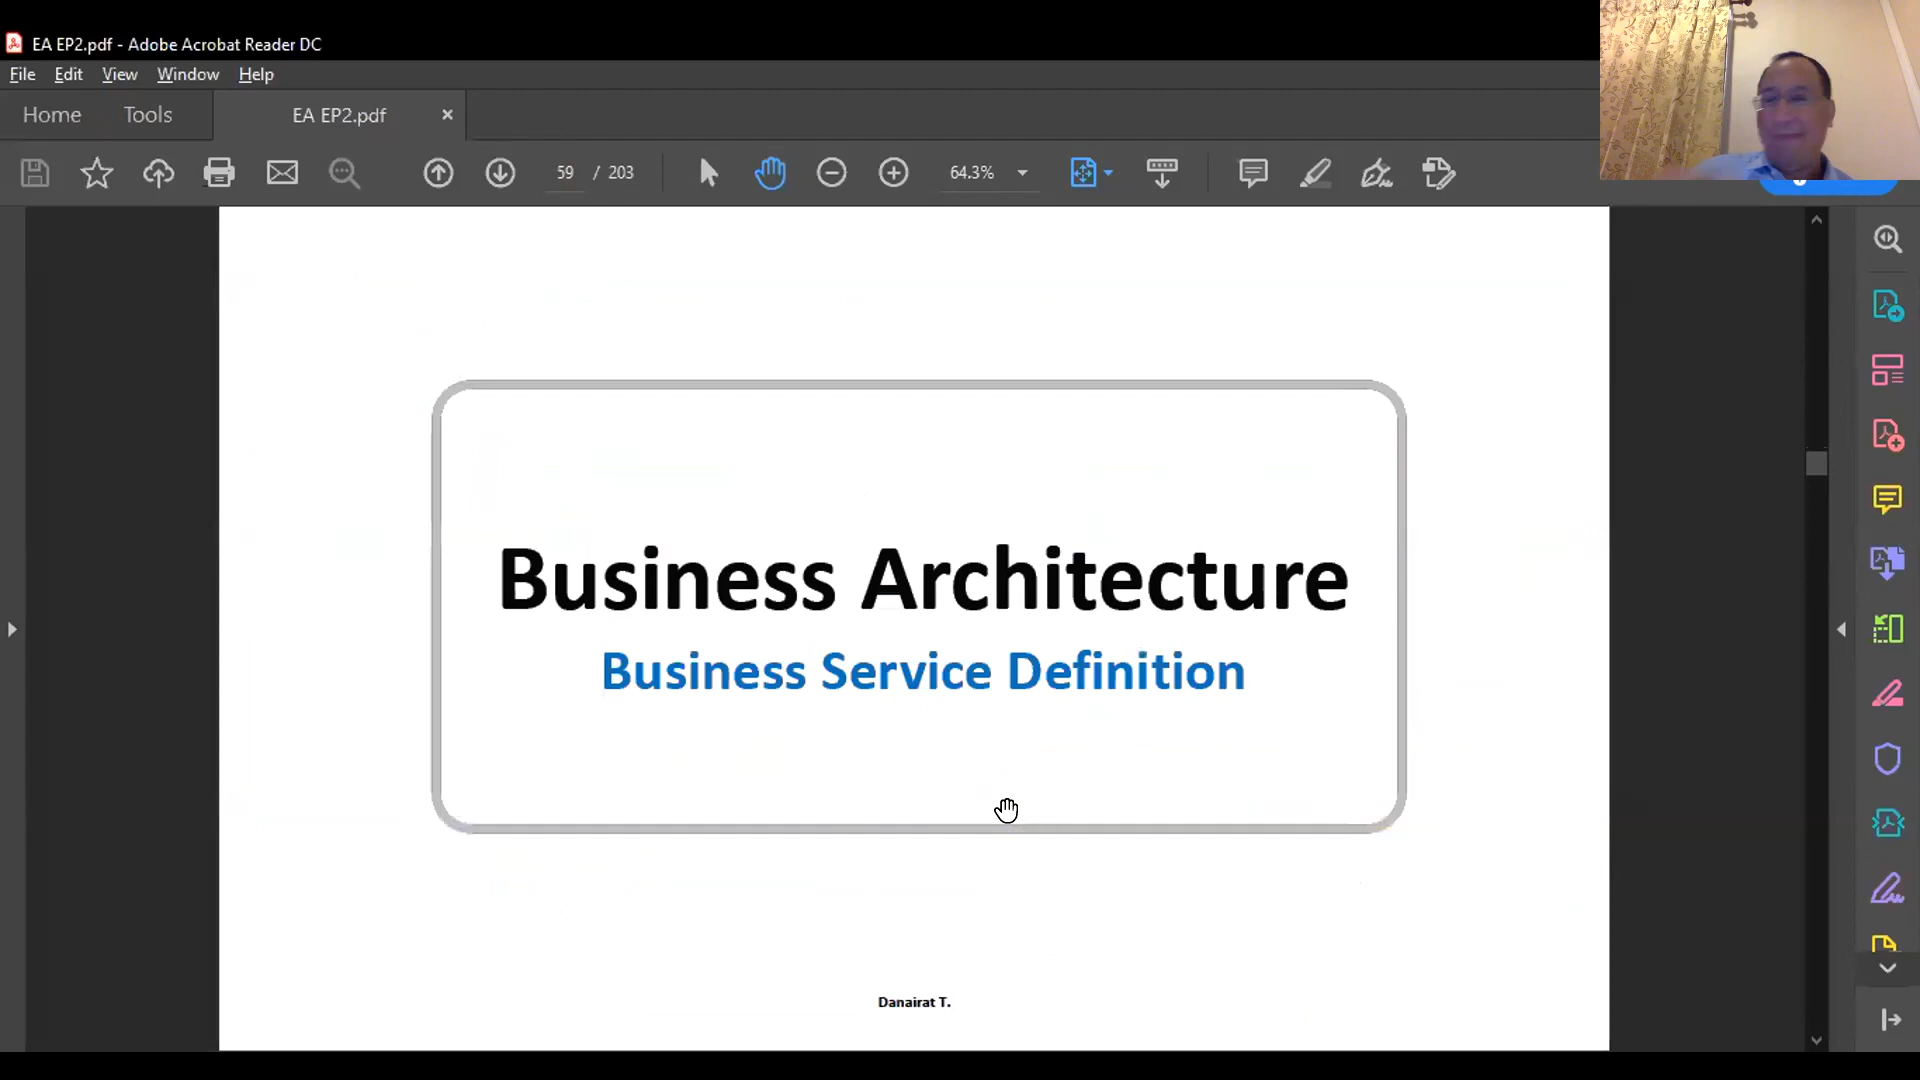 EA EP2.pdf - Adobe Acrobat Reader DC
File Edit View Window Help
Home Tools EA EP2.pdf ×
59 / 203 64.3%
Business Architecture
Business Service Definition
Danairat T.